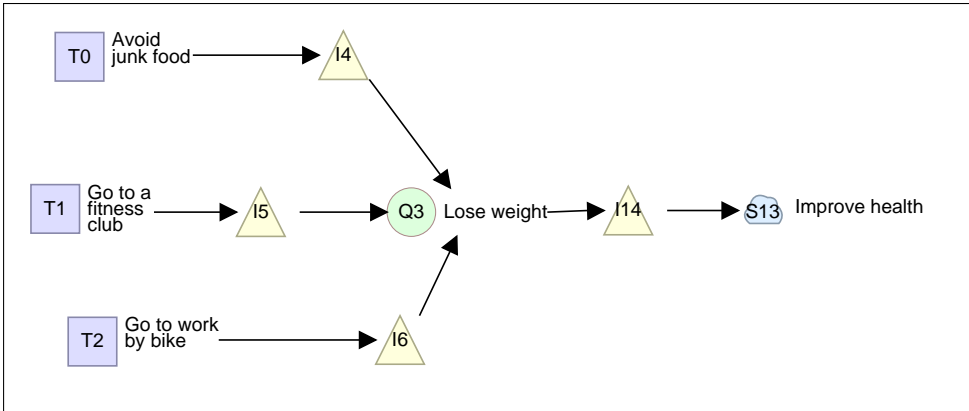 T0
Avoid
junk food
I4
T1
Go to a
fitness
club
I5
Q3
Lose weight
I14
S13
Improve health
T2
Go to work
by bike
I6